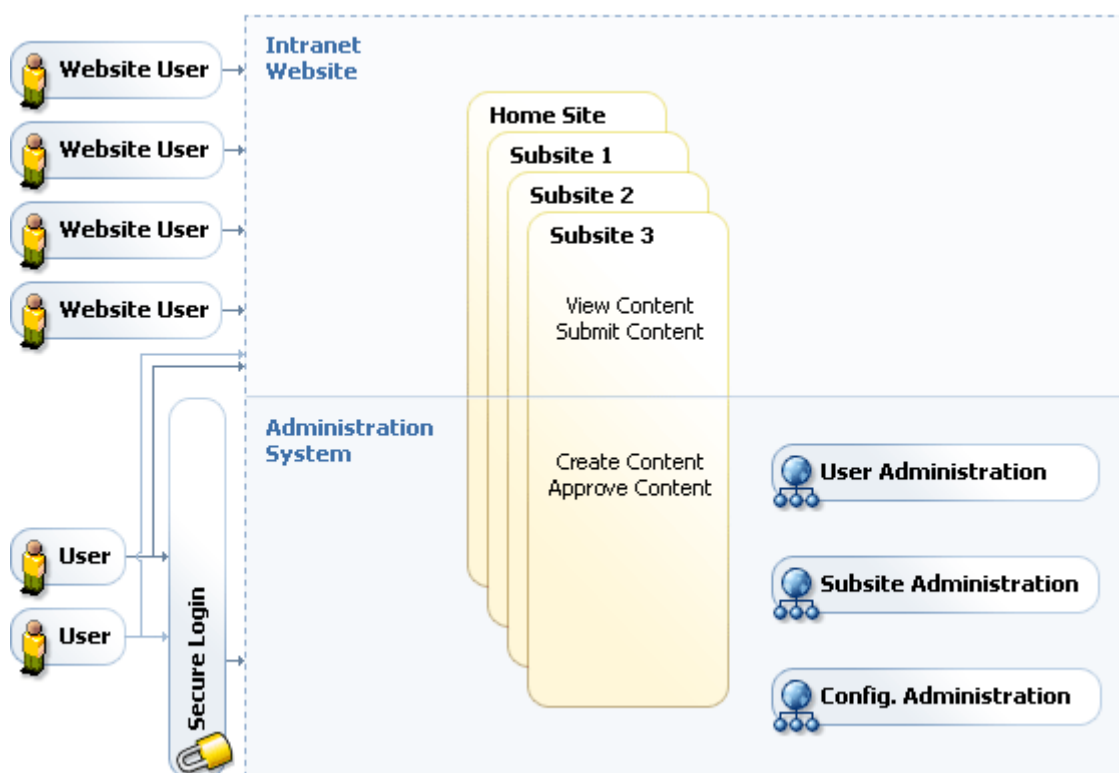 Website User
Website User
Website User
Website User
Intranet
Website
Home Site
Subsite 1
Subsite 2
Subsite 3
View Content
Submit Content
Administration
System
Create Content
Approve Content
User Administration
Subsite Administration
Config. Administration
User
User
Secure Login